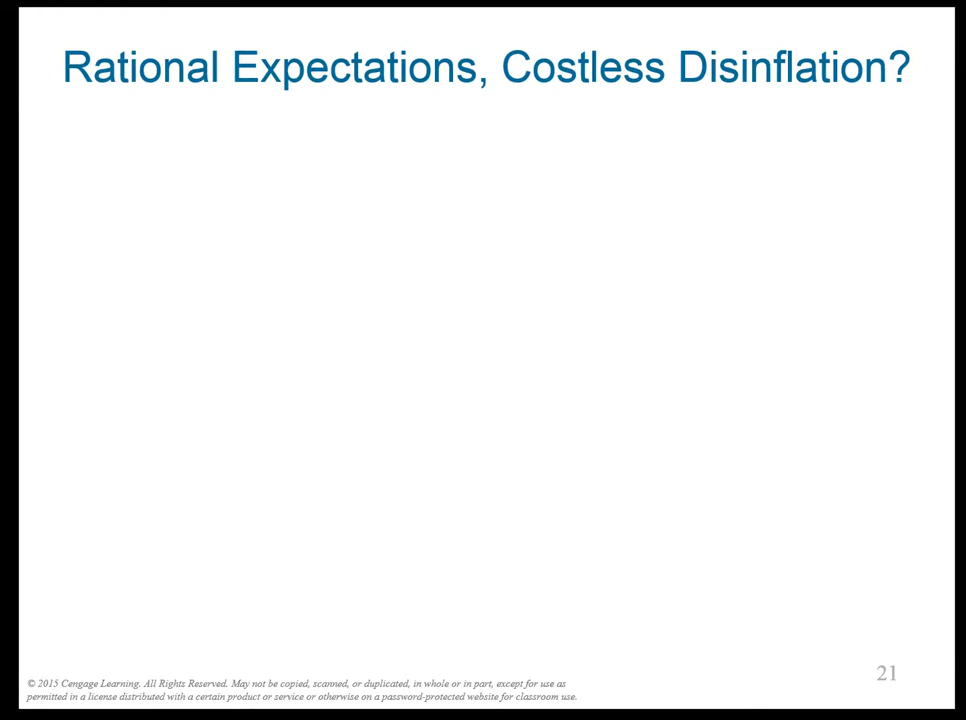 Rational Expectations, Costless Disinflation?
21
© 2015 Cengage Learning. All Rights Reserved. May not be copied, scanned, or duplicated, in whole or in part, except for use as
permitted in a license distributed with a certain product or service or otherwise on a password-protected website for classroom use.